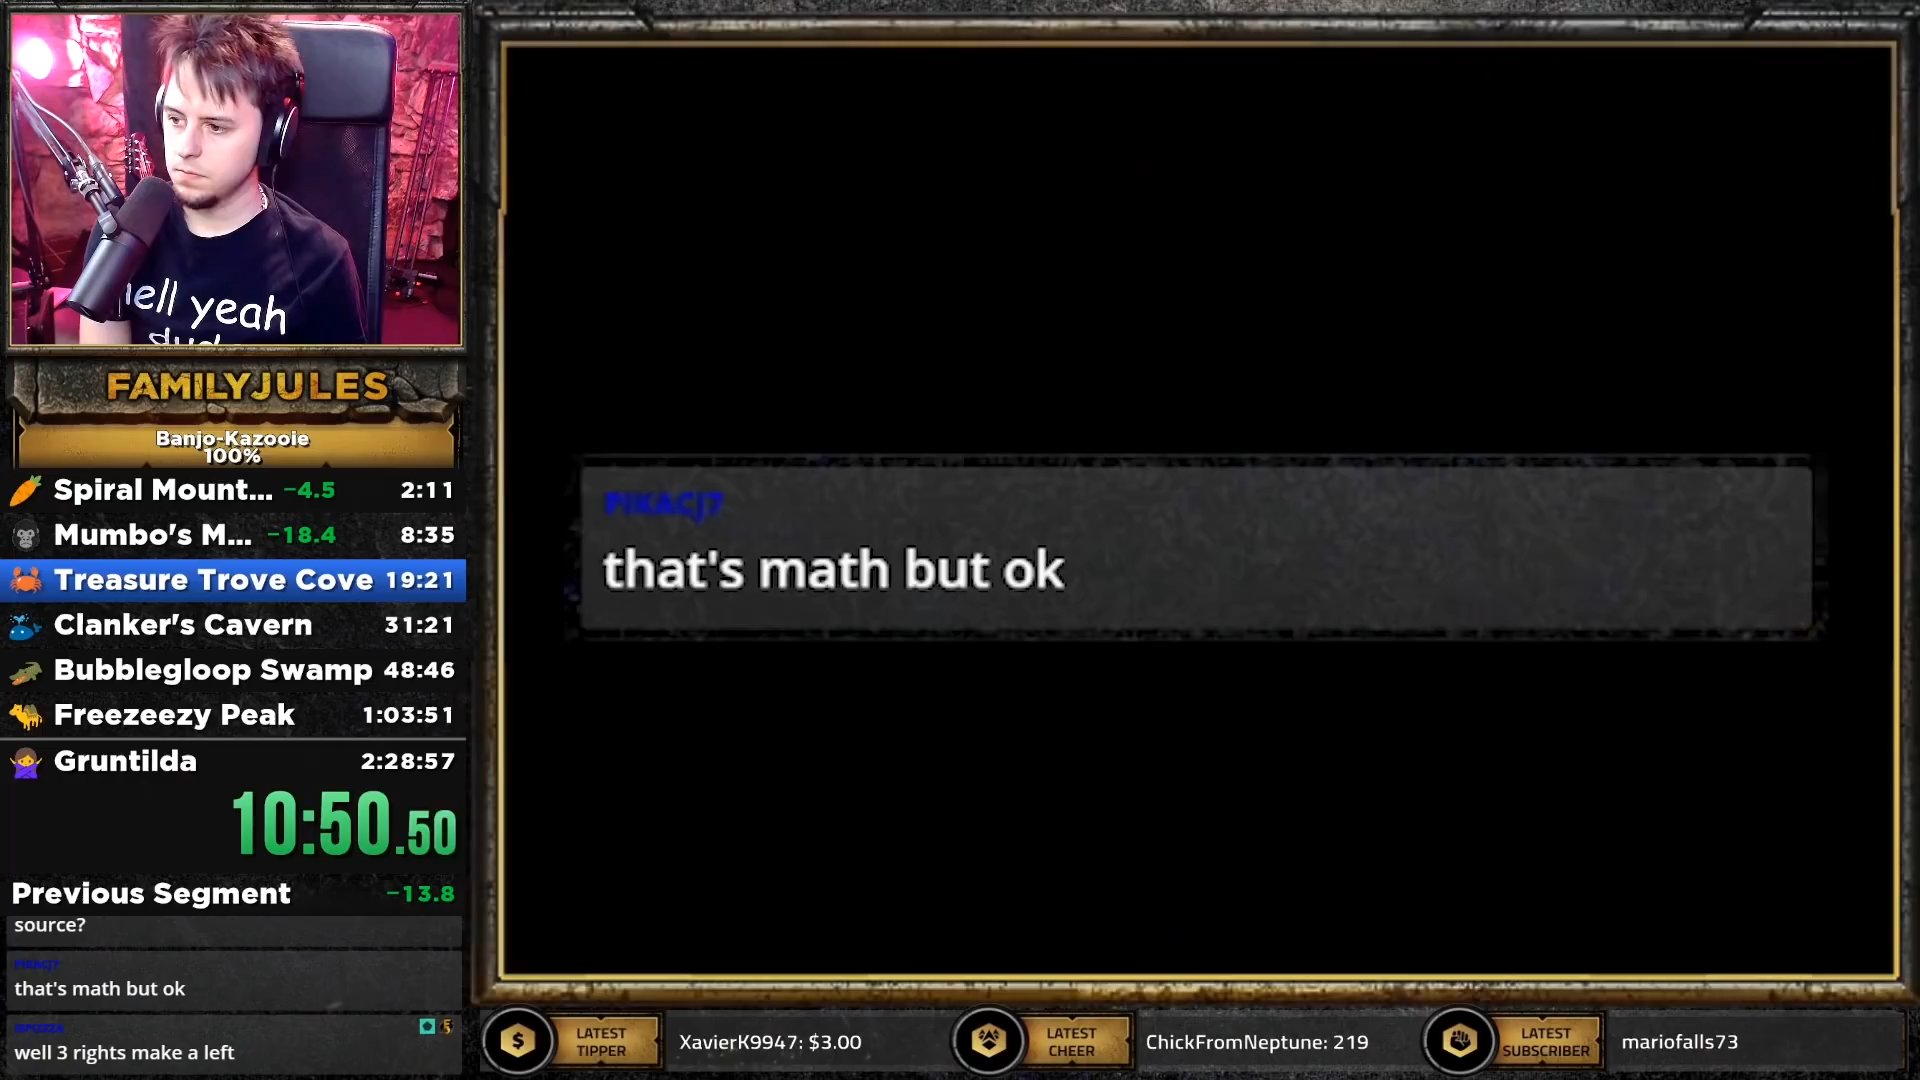 hell yeah
FAMILYJULES
Banjo-Kazooie
100%
Spiral Mount... −4.5 2:11
Mumbo's M... −18.4 8:35
Treasure Trove Cove 19:21
Clanker's Cavern 31:21
Bubblegloop Swamp 48:46
Freezeezy Peak 1:03:51
Gruntilda 2:28:57
10:50.50
Previous Segment −13.8
source?
PIKACJ7
that's math but ok
well 3 rights make a left
PIKACJ7
that's math but ok
$ LATEST TIPPER
XavierK9947: $3.00
LATEST CHEER
ChickFromNeptune: 219
LATEST SUBSCRIBER
mariofalls73